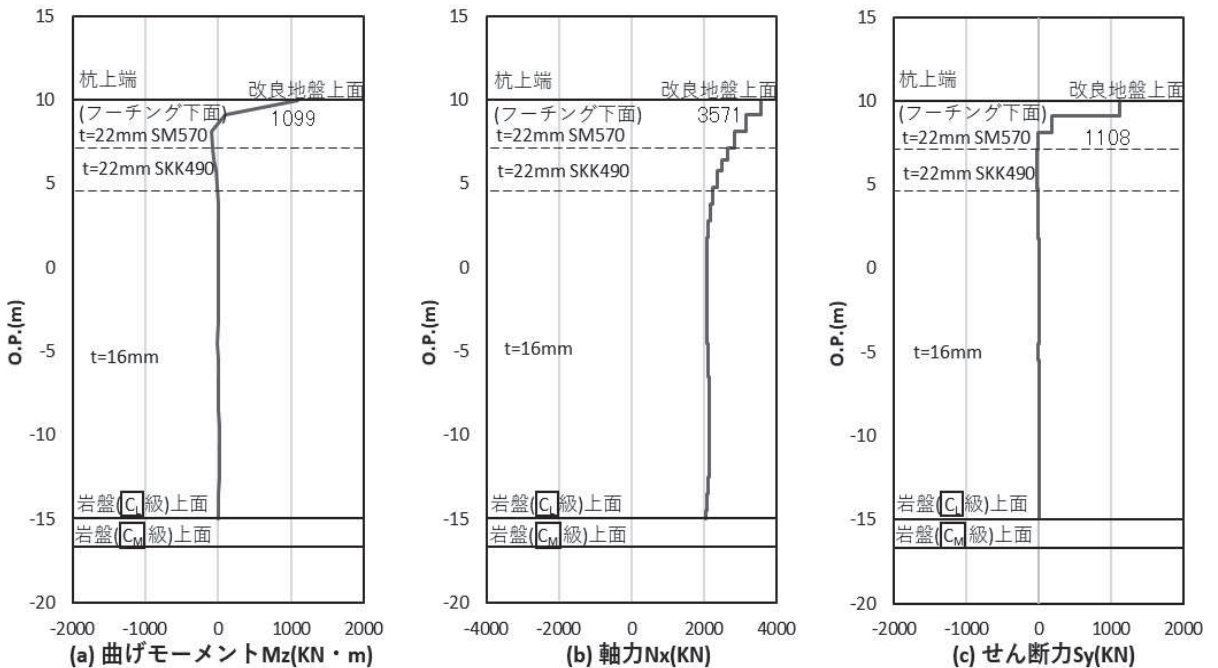 15
杭上端
改良地盤上面
10
(フーチング下面)
1099
t=22mm SM570
t=22mm SKK490
5
0
O.P.(m)
-5
t=16mm
-10
岩盤(CL級)上面
-15
岩盤(CM級)上面
-20
-2000 -1000 0 1000 2000
(a) 曲げモーメントMz(KN・m)
15
杭上端
改良地盤上面
10
(フーチング下面)
3571
t=22mm SM570
t=22mm SKK490
5
0
O.P.(m)
-5
t=16mm
-10
岩盤(CL級)上面
-15
岩盤(CM級)上面
-20
-4000 -2000 0 2000 4000
(b) 軸力Nx(KN)
15
杭上端
改良地盤上面
10
(フーチング下面)
t=22mm SM570
1108
t=22mm SKK490
5
0
O.P.(m)
-5
t=16mm
-10
岩盤(CL級)上面
-15
岩盤(CM級)上面
-20
-2000 -1000 0 1000 2000
(c) せん断力Sy(KN)